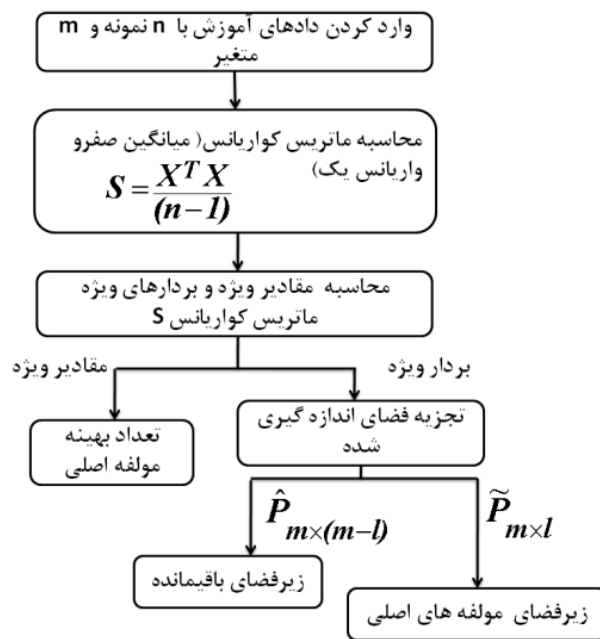 وارد کردن دادهای آموزش با n نمونه و m
متغیر
محاسبه ماتریس کواریانس( میانگین صفرو
واریانس یک)
S = X^T X / (n-1)
محاسبه مقادیر ویژه و بردارهای ویژه
ماتریس کواریانس S
بردار ویژه
مقادیر ویژه
تجزیه فضای اندازه گیری
شده
تعداد بهینه
مولفه اصلی
P̃ m×l
P̂ m×(m-l)
زیرفضای باقیمانده
زیرفضای مولفه های اصلی